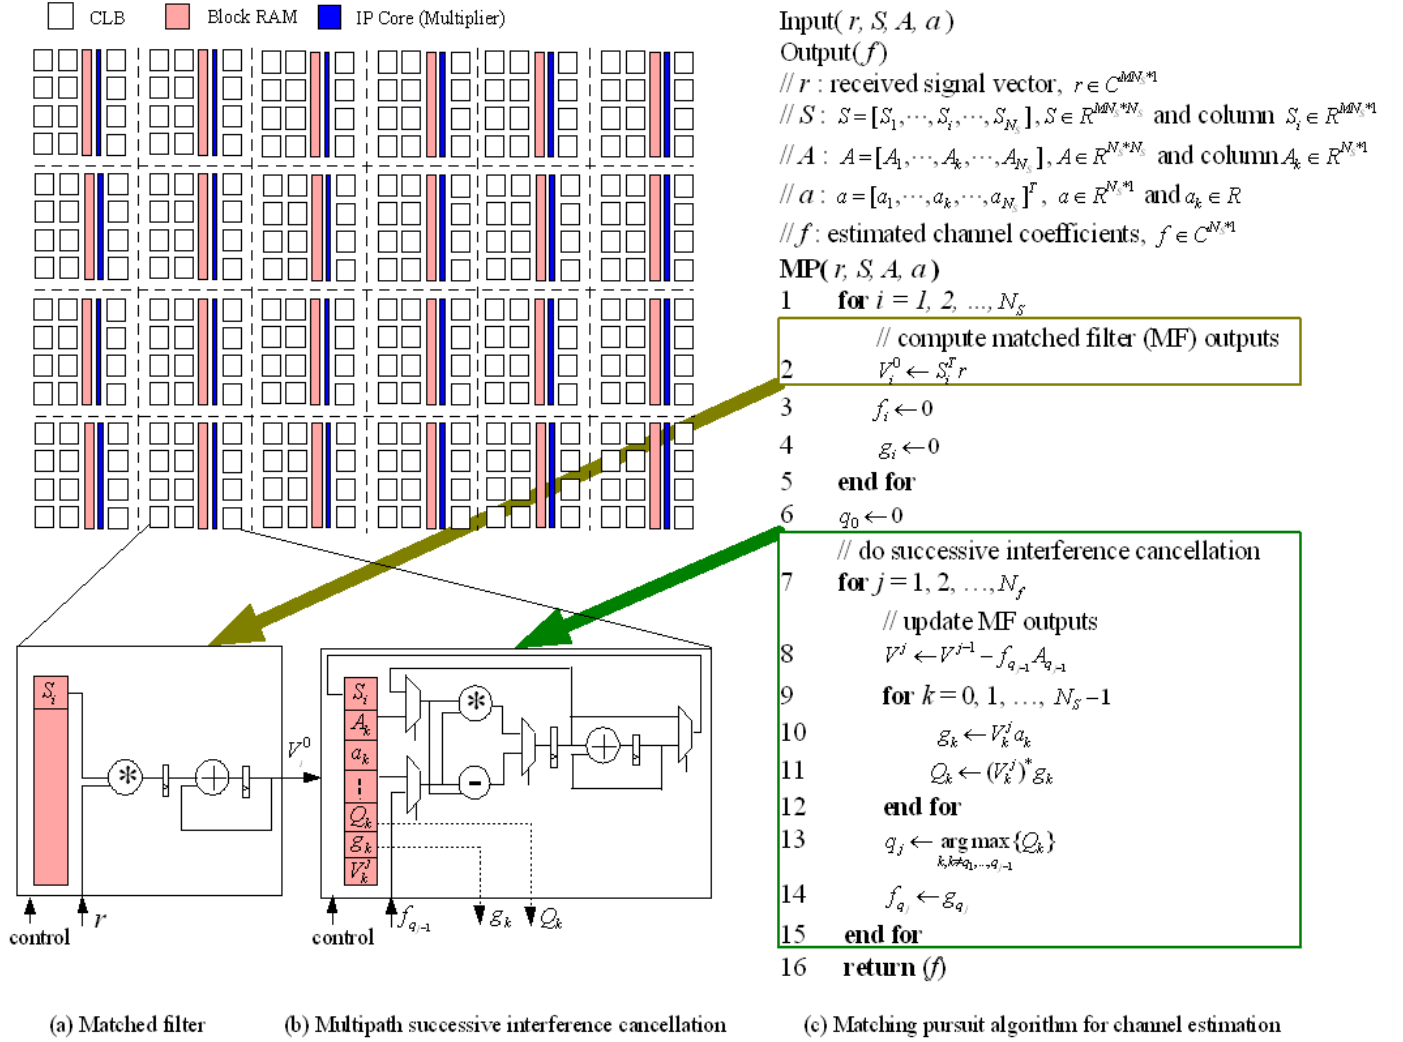 CLB Block RAM IP Core (Multiplier)
Input( r, S, A, a )
Output( f )
// r : received signal vector, r ∈ C^{MN_S*1}
// S : S = [S_1, ⋯, S_i, ⋯, S_{N_S}], S ∈ R^{MN_S*N_S} and column S_i ∈ R^{MN_S*1}
// A : A = [A_1, ⋯, A_k, ⋯, A_{N_S}], A ∈ R^{N_S*N_S} and column A_k ∈ R^{N_S*1}
// a : a = [a_1, ⋯, a_k, ⋯, a_{N_S}]^T, a ∈ R^{N_S*1} and a_k ∈ R
// f : estimated channel coefficients, f ∈ C^{N_S*1}
MP( r, S, A, a )
1 for i = 1, 2, ..., N_S
// compute matched filter (MF) outputs
2 V_i^0 ← S_i^T r
3 f_i ← 0
4 g_i ← 0
5 end for
6 q_0 ← 0
// do successive interference cancellation
7 for j = 1, 2, ..., N_f
// update MF outputs
8 V^j ← V^{j-1} − f_{q_{j-1}} A_{q_{j-1}}
9 for k = 0, 1, ..., N_S − 1
10 g_k ← V_k^j a_k
11 Q_k ← (V_k^j)^* g_k
12 end for
13 q_j ← arg max {Q_k}
k,k≠q_1,...,q_{j-1}
14 f_{q_j} ← g_{q_j}
15 end for
16 return (f)
S_i
*
+
V_i^0
control
r
S_i
A_k
a_k
⋮
Q_k
g_k
V_k^j
*
-
+
control
f_{q_{j-1}}
g_k
Q_k
(a) Matched filter
(b) Multipath successive interference cancellation
(c) Matching pursuit algorithm for channel estimation